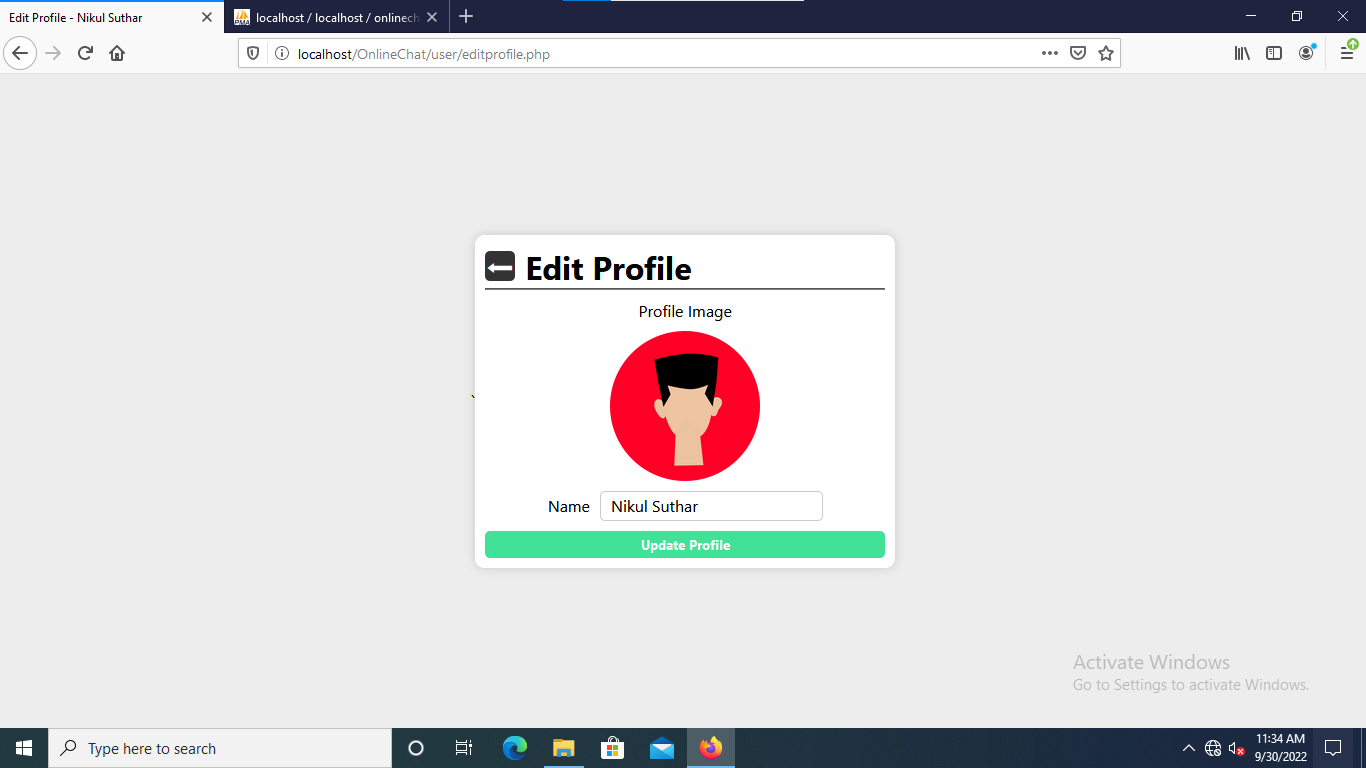 Edit Profile - Nikul Suthar
localhost / localhost / onlinech
localhost/OnlineChat/user/editprofile.php
Edit Profile
Profile Image
Name
Nikul Suthar
Update Profile
Activate Windows
Go to Settings to activate Windows.
Type here to search
11:34 AM
9/30/2022